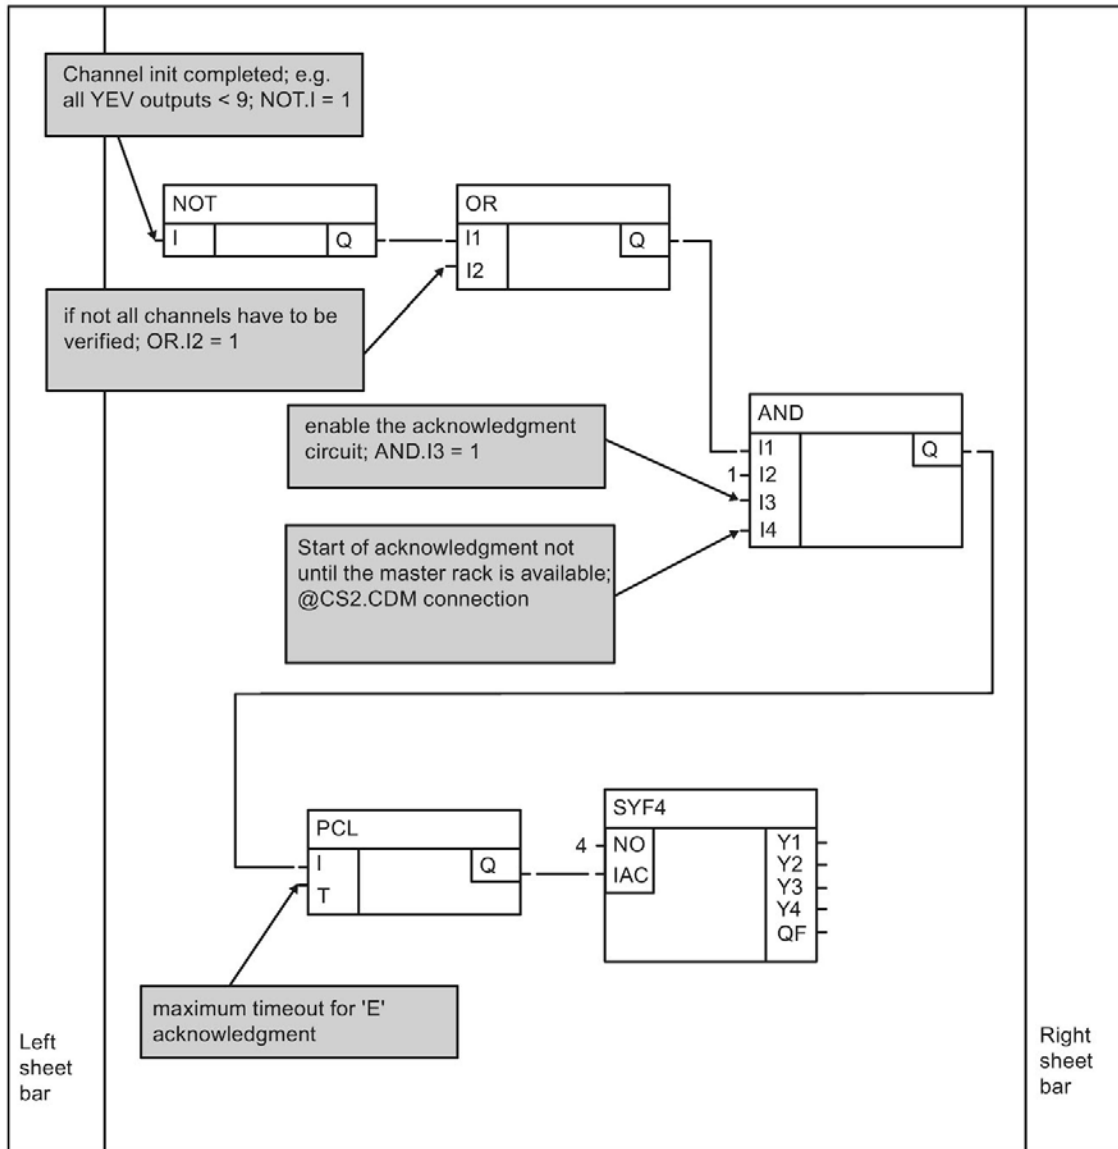 Channel init completed; e.g.
all YEV outputs < 9; NOT.I = 1
NOT
I
Q
OR
I1
I2
Q
if not all channels have to be
verified; OR.I2 = 1
enable the acknowledgment
circuit; AND.I3 = 1
AND
I1
1
I2
I3
I4
Q
Start of acknowledgment not
until the master rack is available;
@CS2.CDM connection
PCL
I
T
Q
SYF4
4
NO
IAC
Y1
Y2
Y3
Y4
QF
maximum timeout for 'E'
acknowledgment
Left
sheet
bar
Right
sheet
bar